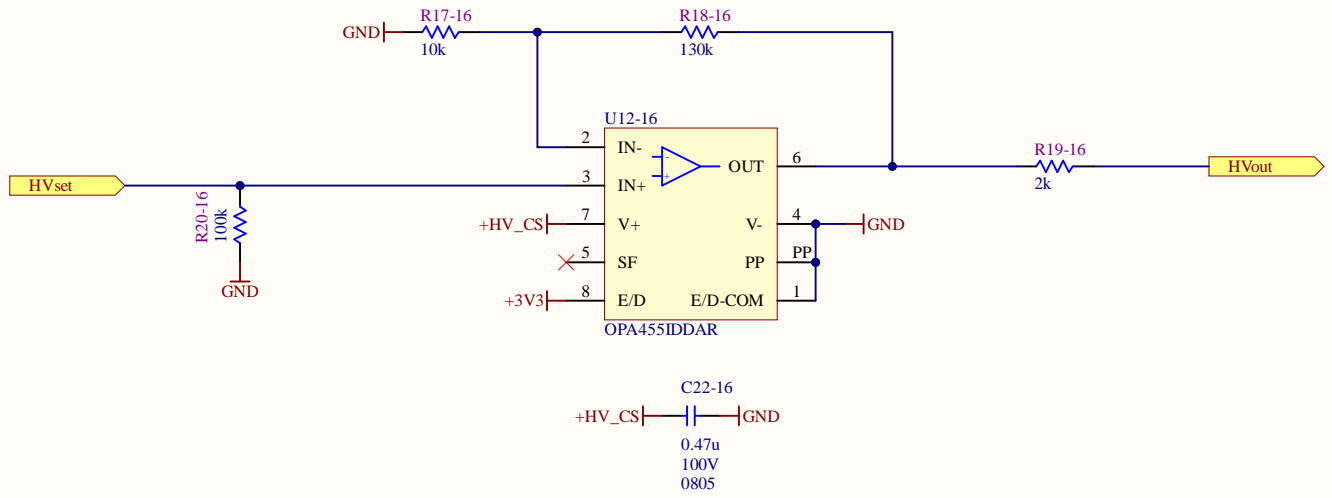 R17-16
R18-16
GND
10k
130k
U12-16
2
IN-
OUT
6
R19-16
2k
HVout
HVset
3
IN+
R20-16
100k
GND
+HV_CS
7
V+
V-
4
GND
5
SF
PP
PP
+3V3
8
E/D
E/D-COM
1
OPA455IDDAR
C22-16
+HV_CS
GND
0.47u
100V
0805